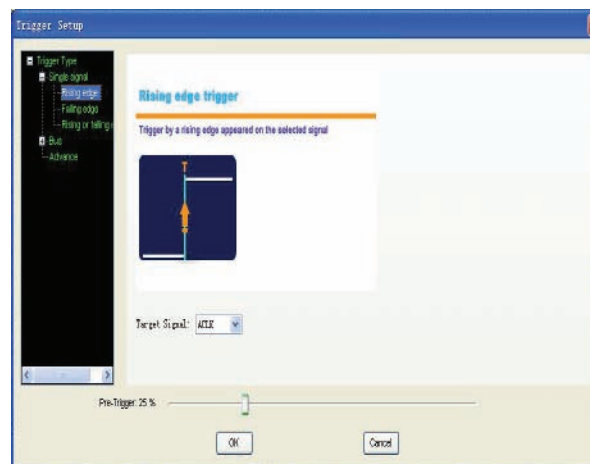 Trigger Setup
Trigger Type
Single signal
Rising edge
Falling edge
Rising or falling e
Bus
Advance
Rising edge trigger
Trigger by a rising edge appeared on the selected signal
T
Target Signal: ACLK
Pre-Trigger: 25 %
OK
Cancel